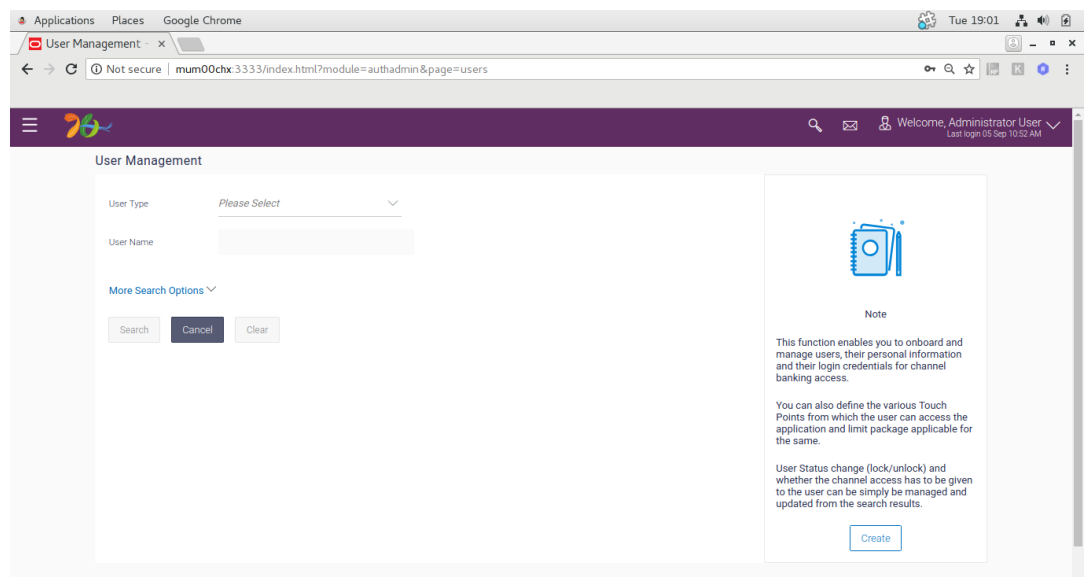 Applications Places Google Chrome Tue 19:01
User Management - x
Not secure | mum00chx:3333/index.html?module=authadmin&page=users
Welcome, Administrator User
Last login 05 Sep 10:52 AM
User Management
User Type Please Select
User Name
More Search Options
Search Cancel Clear
Note
This function enables you to onboard and
manage users, their personal information
and their login credentials for channel
banking access.
You can also define the various Touch
Points from which the user can access the
application and limit package applicable for
the same.
User Status change (lock/unlock) and
whether the channel access has to be given
to the user can be simply be managed and
updated from the search results.
Create